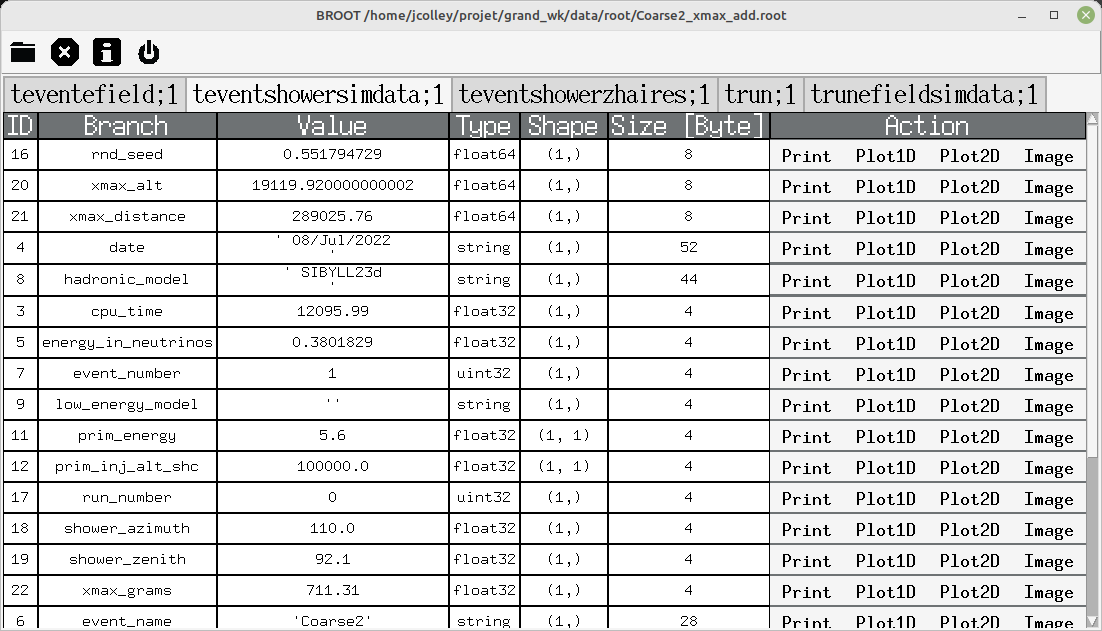 BROOT /home/jcolley/projet/grand_wk/data/root/Coarse2_xmax_add.root
teventefield;1 teventshowersimdata;1 teventshowerzhaires;1 trun;1 trunefieldsimdata;1
ID Branch Value Type Shape Size [Byte] Action
16 rnd_seed 0.551794729 float64 (1,) 8 Print Plot1D Plot2D Image
20 xmax_alt 19119.920000000002 float64 (1,) 8 Print Plot1D Plot2D Image
21 xmax_distance 289025.76 float64 (1,) 8 Print Plot1D Plot2D Image
4 date ' 08/Jul/2022
' string (1,) 52 Print Plot1D Plot2D Image
8 hadronic_model ' SIBYLL23d
' string (1,) 44 Print Plot1D Plot2D Image
3 cpu_time 12095.99 float32 (1,) 4 Print Plot1D Plot2D Image
5 energy_in_neutrinos 0.3801829 float32 (1,) 4 Print Plot1D Plot2D Image
7 event_number 1 uint32 (1,) 4 Print Plot1D Plot2D Image
9 low_energy_model '' string (1,) 4 Print Plot1D Plot2D Image
11 prim_energy 5.6 float32 (1, 1) 4 Print Plot1D Plot2D Image
12 prim_inj_alt_shc 100000.0 float32 (1, 1) 4 Print Plot1D Plot2D Image
17 run_number 0 uint32 (1,) 4 Print Plot1D Plot2D Image
18 shower_azimuth 110.0 float32 (1,) 4 Print Plot1D Plot2D Image
19 shower_zenith 92.1 float32 (1,) 4 Print Plot1D Plot2D Image
22 xmax_grams 711.31 float32 (1,) 4 Print Plot1D Plot2D Image
6 event_name 'Coarse2' string (1,) 28 Print Plot1D Plot2D Image